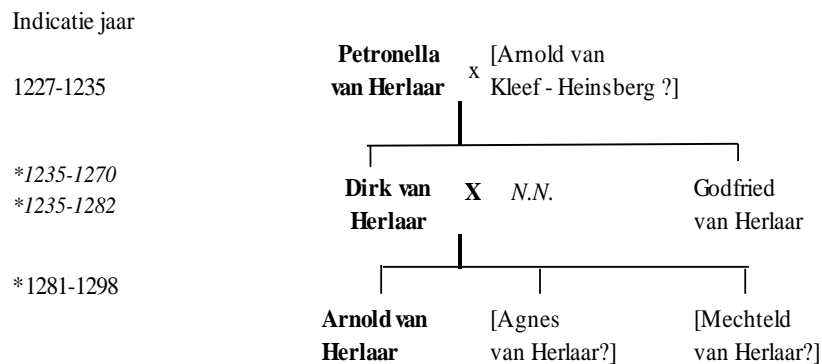 Indicatie jaar
Petronella
van Herlaar
x
[Arnold van
Kleef - Heinsberg ?]
1227-1235
*1235-1270
*1235-1282
Dirk van
Herlaar
X
N.N.
Godfried
van Herlaar
*1281-1298
Arnold van
Herlaar
[Agnes
van Herlaar?]
[Mechteld
van Herlaar?]